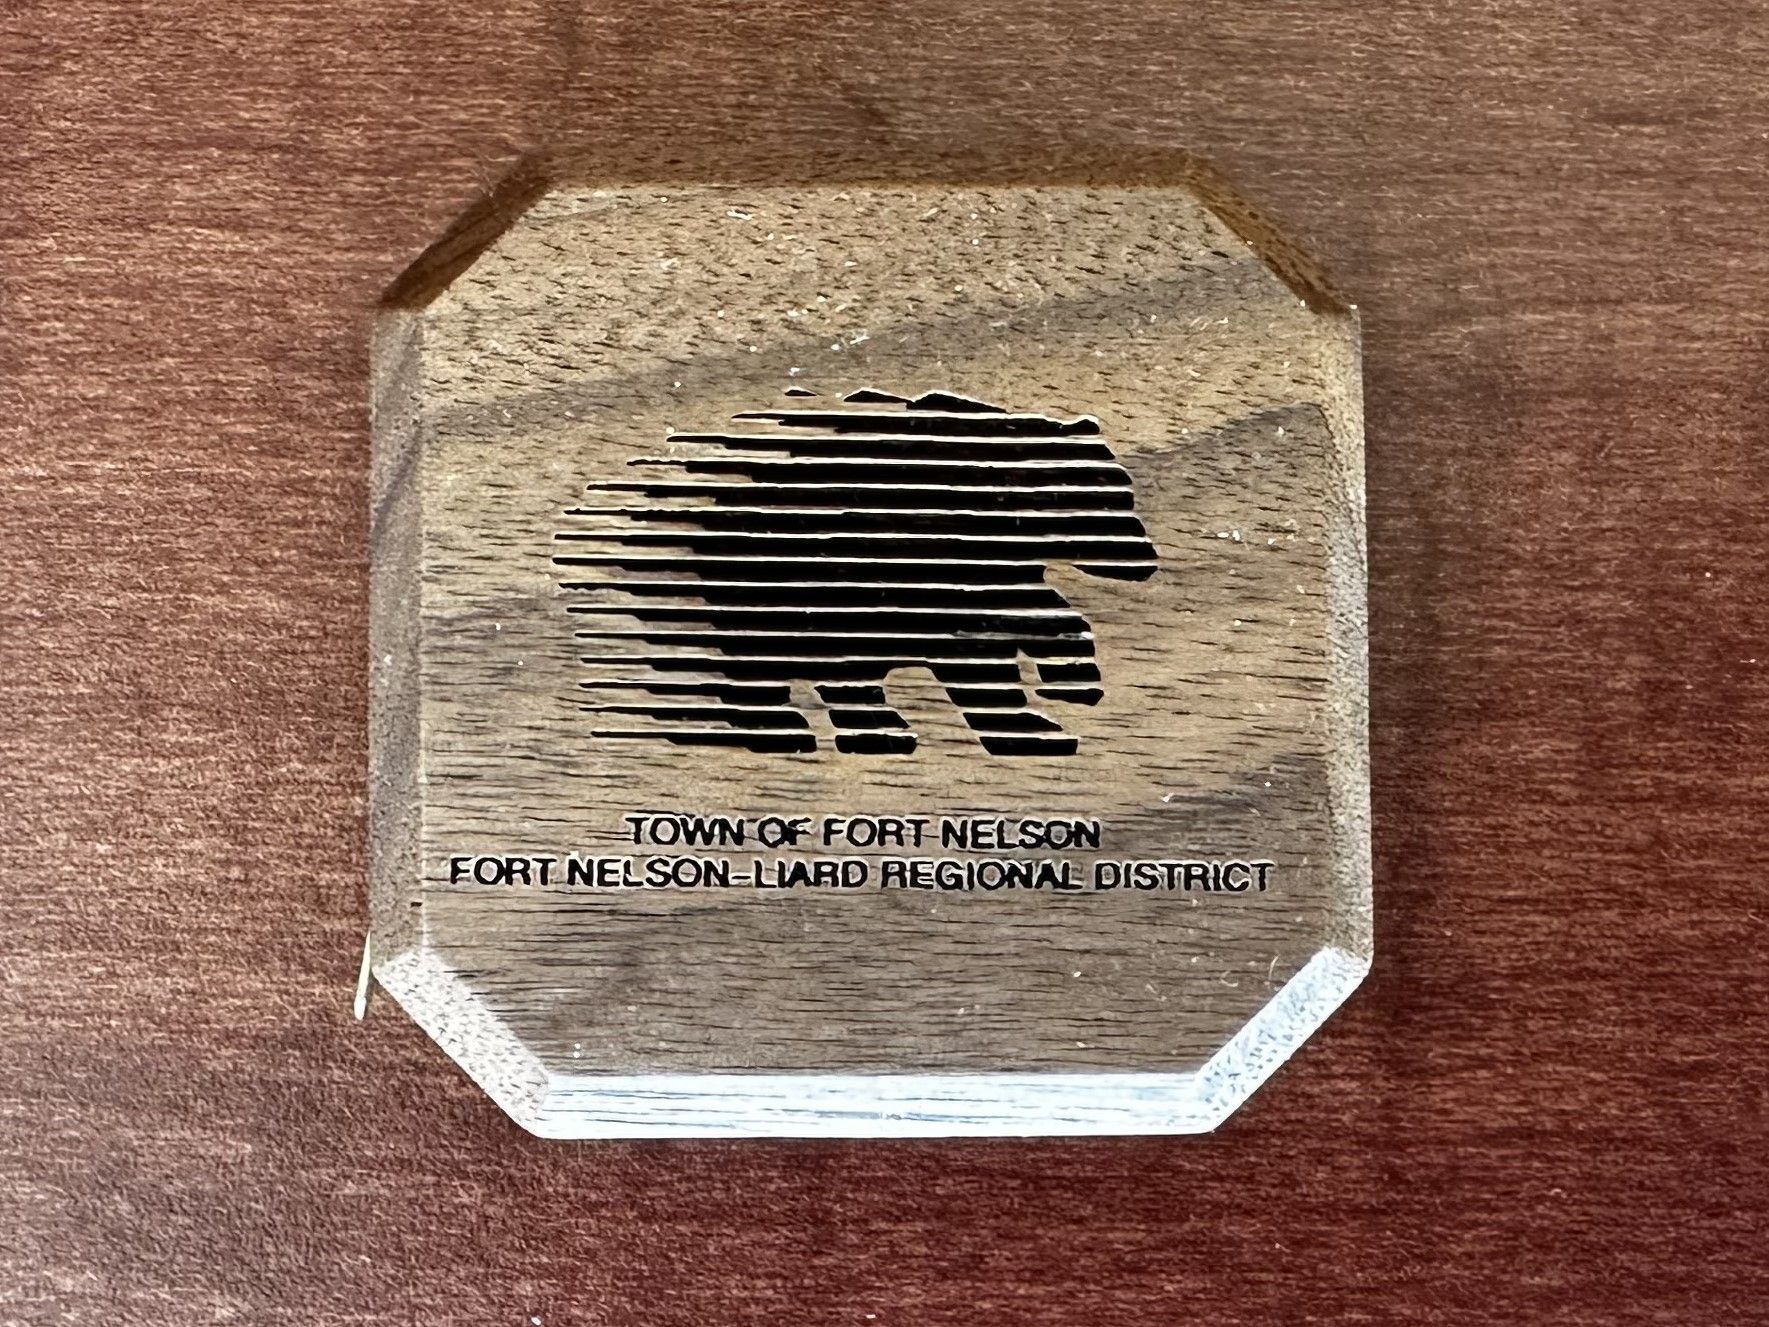 TOWN OF FORT NELSON
FORT NELSON-LIARD REGIONAL DISTRICT